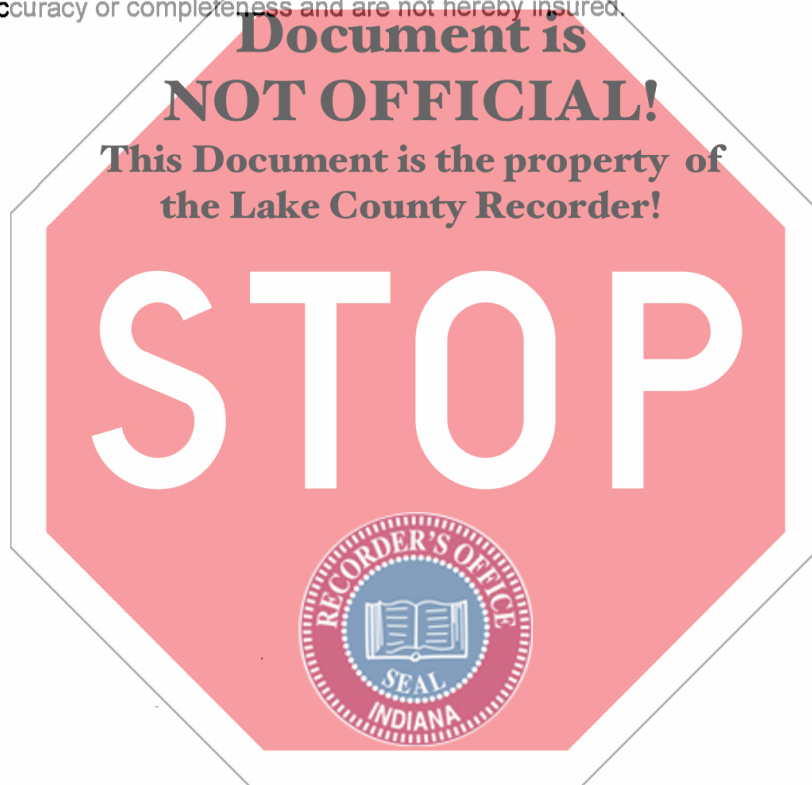 ccuracy or completeness and are not hereby insured.
Document is
NOT OFFICIAL!
This Document is the property of
the Lake County Recorder!
STOP
RECORDER'S OFFICE
SEAL
INDIANA